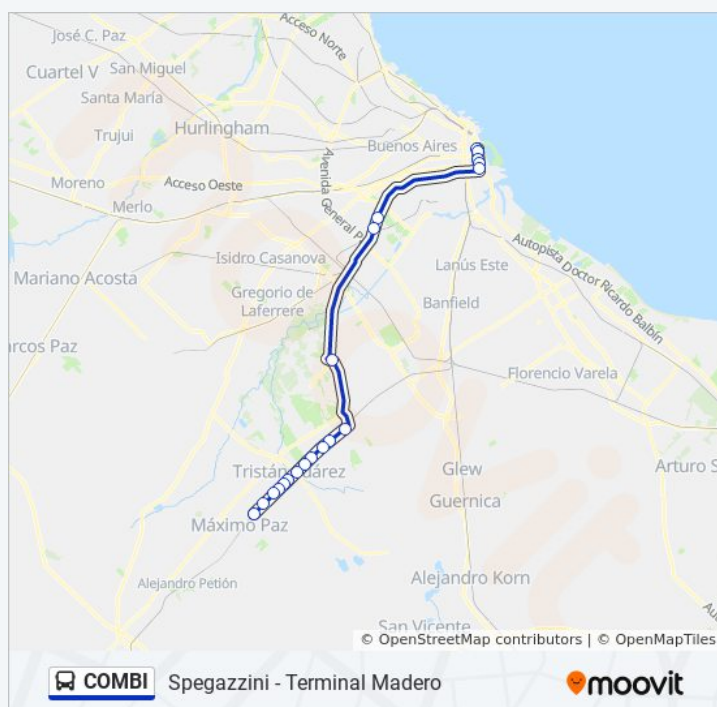 José C. Paz
Acceso Norte
Cuartel V
San Miguel
Santa María
Trujui
Hurlingham
Buenos Aires
Moreno
Acceso Oeste
Merlo
Avenida General P
Isidro Casanova
Lanús Este
Autopista Doctor Ricardo Balbín
Mariano Acosta
Gregorio de
Laferrere
Banfield
arcos Paz
Florencio Varela
Tristán
uárez
Glew
Arturo S
Guernica
Máximo Paz
Alejandro Petión
Alejandro Korn
San Vicente
Au
© OpenStreetMap contributors | © OpenMapTiles
COMBI Spegazzini - Terminal Madero
moovit